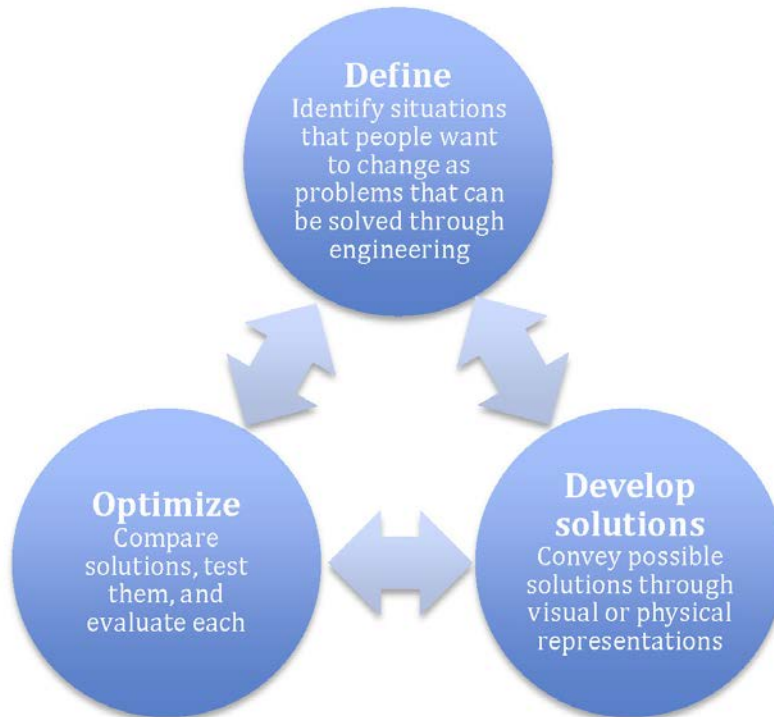 Define
Identify situations
that people want
to change as
problems that can
be solved through
engineering
Optimize
Compare
solutions, test
them, and
evaluate each
Develop
solutions
Convey possible
solutions through
visual or physical
representations